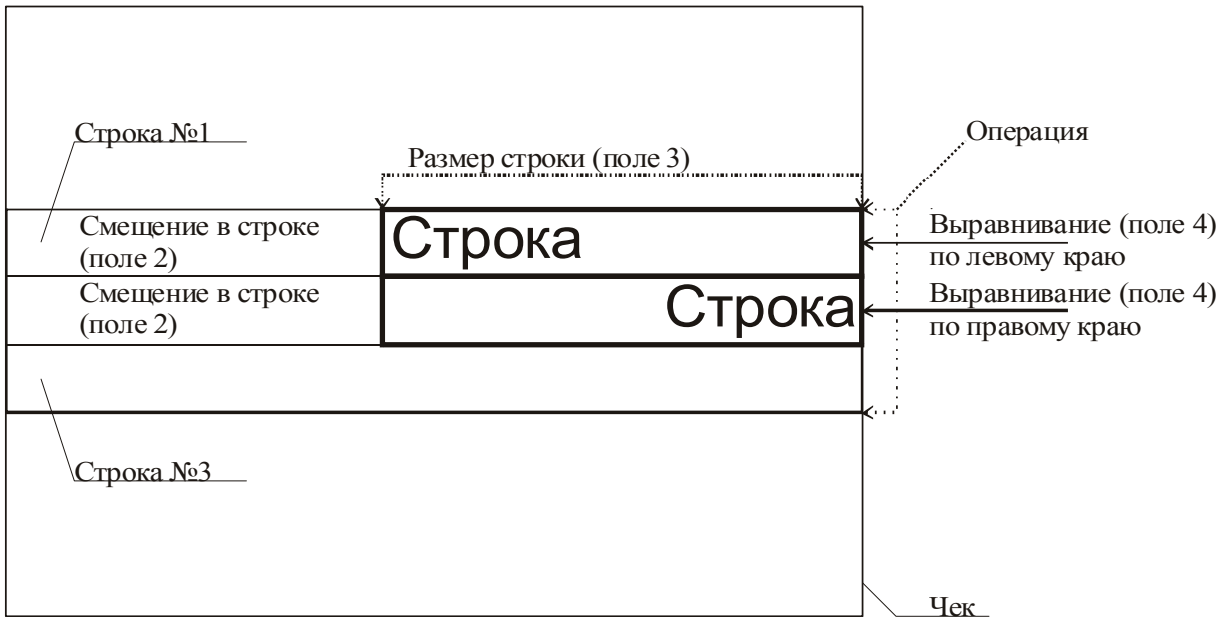 Строка №1
Операция
Размер строки (поле 3)
Смещение в строке
(поле 2)
Строка
Выравнивание (поле 4)
по левому краю
Смещение в строке
(поле 2)
Строка
Выравнивание (поле 4)
по правому краю
Строка №3
Чек